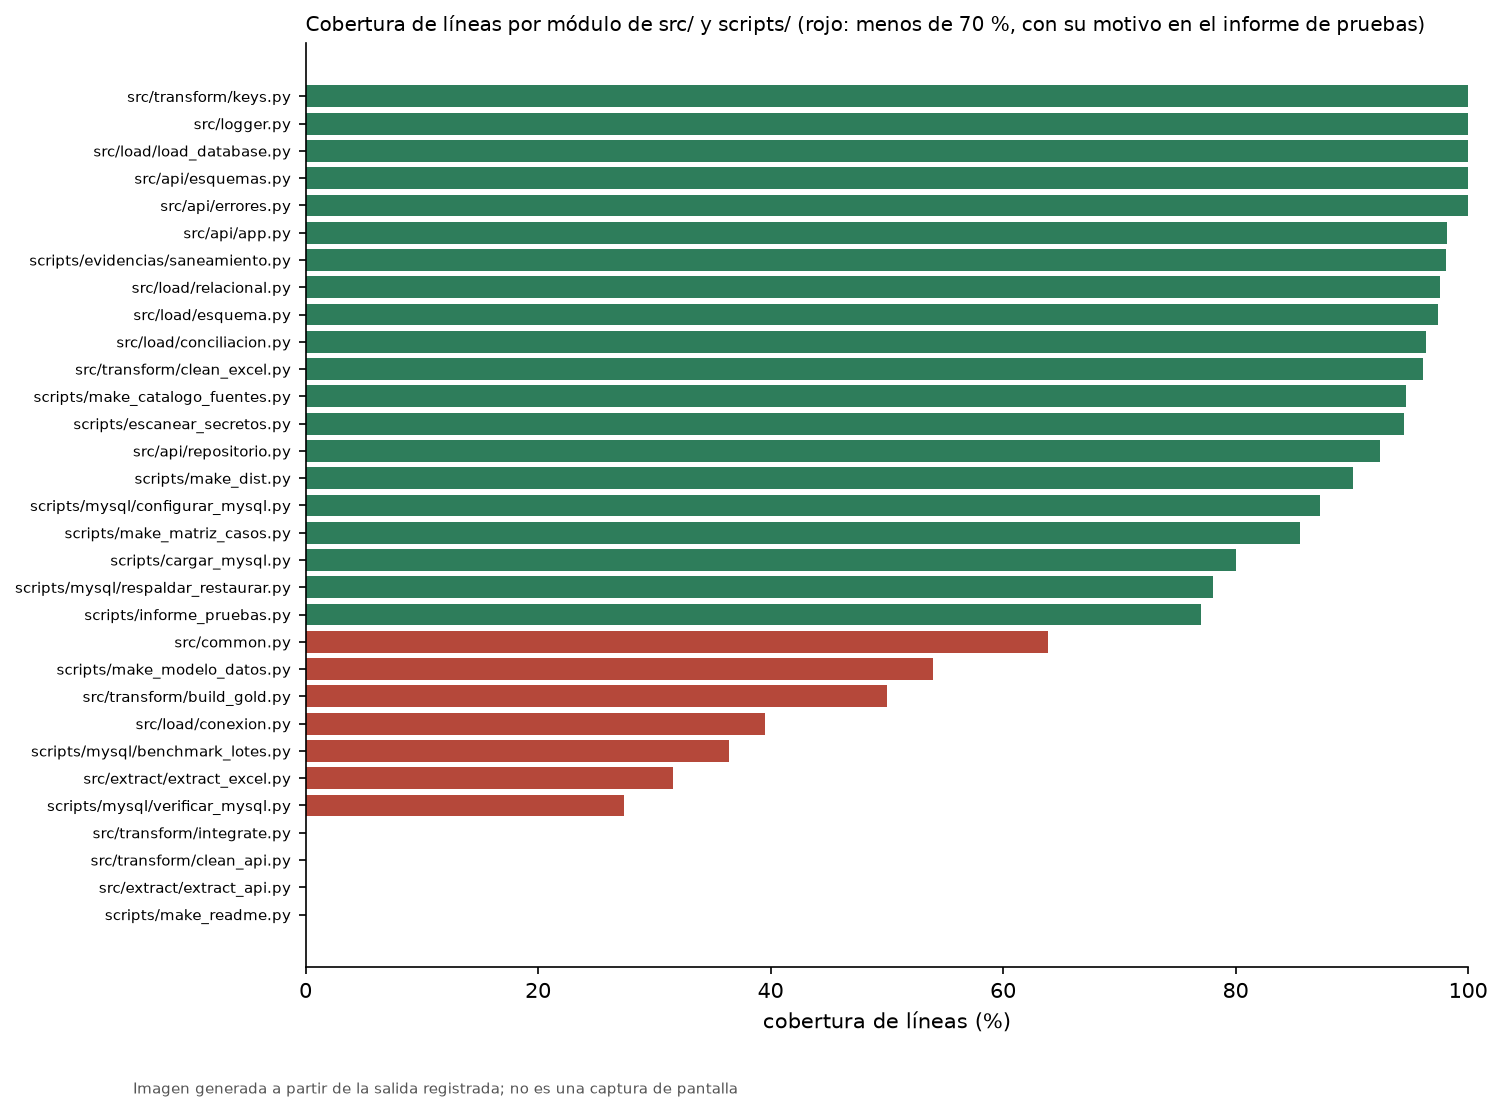 Cobertura de líneas por módulo de src/ y scripts/ (rojo: menos de 70 %, con su motivo en el informe de pruebas)
src/transform/keys.py
src/logger.py
src/load/load_database.py
src/api/esquemas.py
src/api/errores.py
src/api/app.py
scripts/evidencias/saneamiento.py
src/load/relacional.py
src/load/esquema.py
src/load/conciliacion.py
src/transform/clean_excel.py
scripts/make_catalogo_fuentes.py
scripts/escanear_secretos.py
src/api/repositorio.py
scripts/make_dist.py
scripts/mysql/configurar_mysql.py
scripts/make_matriz_casos.py
scripts/cargar_mysql.py
scripts/mysql/respaldar_restaurar.py
scripts/informe_pruebas.py
src/common.py
scripts/make_modelo_datos.py
src/transform/build_gold.py
src/load/conexion.py
scripts/mysql/benchmark_lotes.py
src/extract/extract_excel.py
scripts/mysql/verificar_mysql.py
src/transform/integrate.py
src/transform/clean_api.py
src/extract/extract_api.py
scripts/make_readme.py
0 20 40 60 80 100
cobertura de líneas (%)
Imagen generada a partir de la salida registrada; no es una captura de pantalla